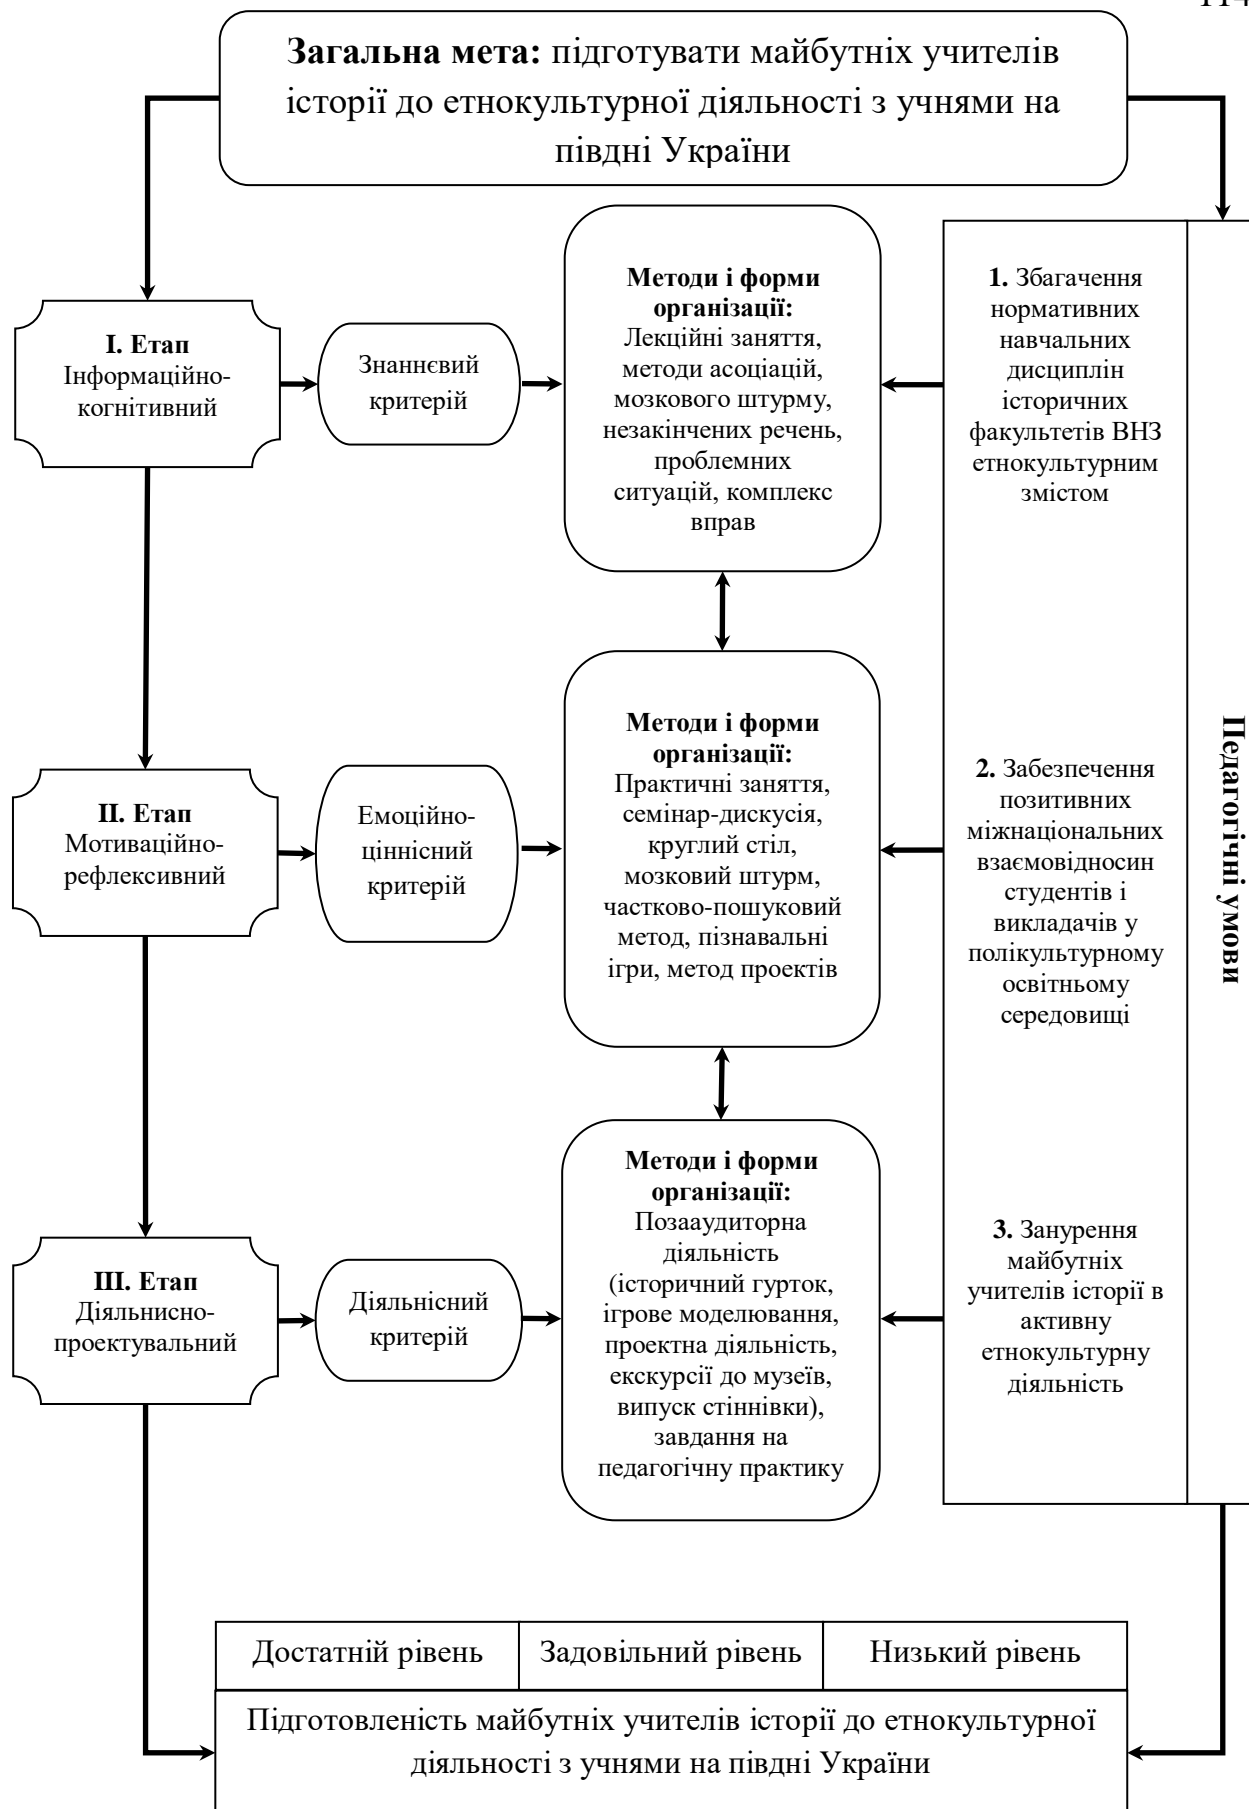 114
Загальна мета: підготувати майбутніх учителів
історії до етнокультурної діяльності з учнями на
півдні України
І. Етап
Інформаційно-
когнітивний
Знаннєвий
критерій
Методи і форми
організації:
Лекційні заняття,
методи асоціацій,
мозкового штурму,
незакінчених речень,
проблемних
ситуацій, комплекс
вправ
1. Збагачення
нормативних
навчальних
дисциплін
історичних
факультетів ВНЗ
етнокультурним
змістом
ІІ. Етап
Мотиваційно-
рефлексивний
Емоційно-
ціннісний
критерій
Методи і форми
організації:
Практичні заняття,
семінар-дискусія,
круглий стіл,
мозковий штурм,
частково-пошуковий
метод, пізнавальні
ігри, метод проектів
2. Забезпечення
позитивних
міжнаціональних
взаємовідносин
студентів і
викладачів у
полікультурному
освітньому
середовищі
Педагогічні умови
ІІІ. Етап
Діяльнисно-
проектувальний
Діяльнісний
критерій
Методи і форми
організації:
Позааудиторна
діяльність
(історичний гурток,
ігрове моделювання,
проектна діяльність,
екскурсії до музеїв,
випуск стіннівки),
завдання на
педагогічну практику
3. Занурення
майбутніх
учителів історії в
активну
етнокультурну
діяльність
Достатній рівень
Задовільний рівень
Низький рівень
Підготовленість майбутніх учителів історії до етнокультурної
діяльності з учнями на півдні України